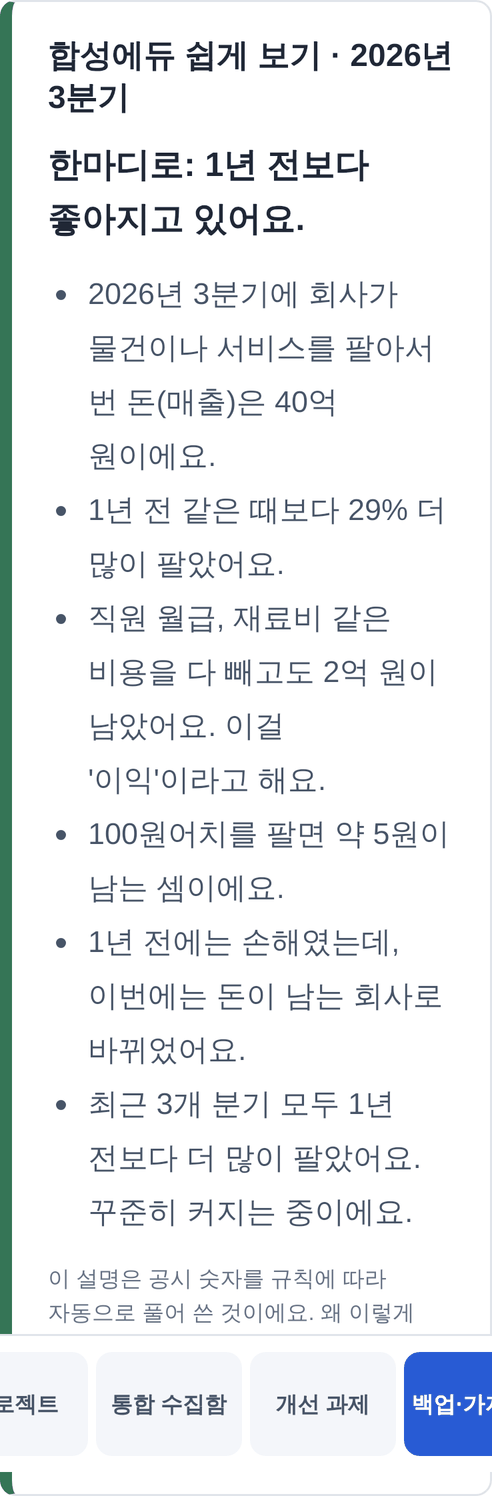 합성에듀 쉽게 보기 · 2026년
3분기
한마디로: 1년 전보다
좋아지고 있어요.
• 2026년 3분기에 회사가
물건이나 서비스를 팔아서
번 돈(매출)은 40억
원이에요.
• 1년 전 같은 때보다 29% 더
많이 팔았어요.
• 직원 월급, 재료비 같은
비용을 다 빼고도 2억 원이
남았어요. 이걸
'이익'이라고 해요.
• 100원어치를 팔면 약 5원이
남는 셈이에요.
• 1년 전에는 손해였는데,
이번에는 돈이 남는 회사로
바뀌었어요.
• 최근 3개 분기 모두 1년
전보다 더 많이 팔았어요.
꾸준히 커지는 중이에요.
이 설명은 공시 숫자를 규칙에 따라
자동으로 풀어 쓴 것이에요. 왜 이렇게
로젝트 통합 수집함 개선 과제 백업·가